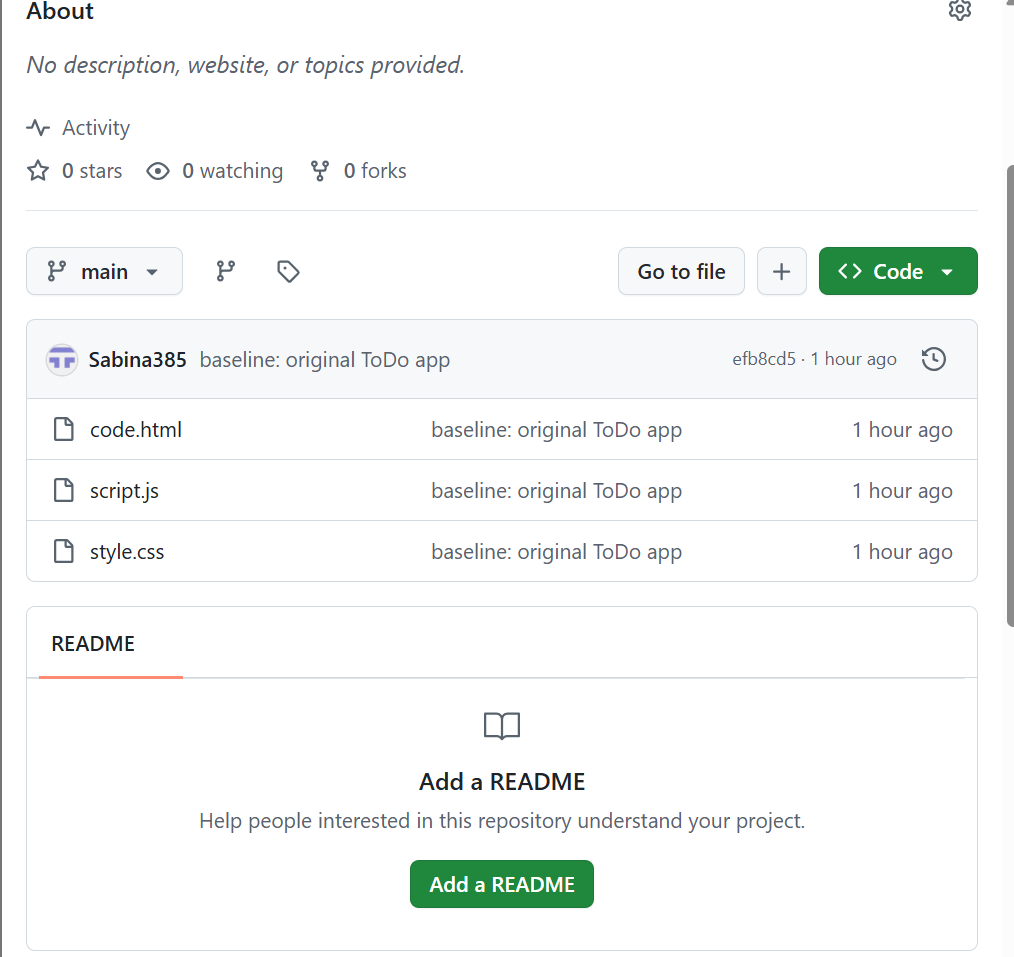 About
No description, website, or topics provided.
Activity
0 stars 0 watching 0 forks
main Go to file Code
Sabina385 baseline: original ToDo app efb8cd5 · 1 hour ago
code.html baseline: original ToDo app 1 hour ago
script.js baseline: original ToDo app 1 hour ago
style.css baseline: original ToDo app 1 hour ago
README
Add a README
Help people interested in this repository understand your project.
Add a README